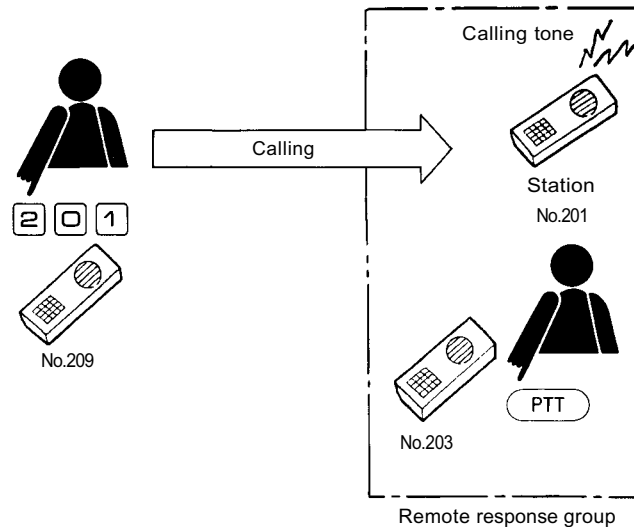 Calling tone
Calling
2 0 1
Station
No.201
No.209
PTT
No.203
Remote response group